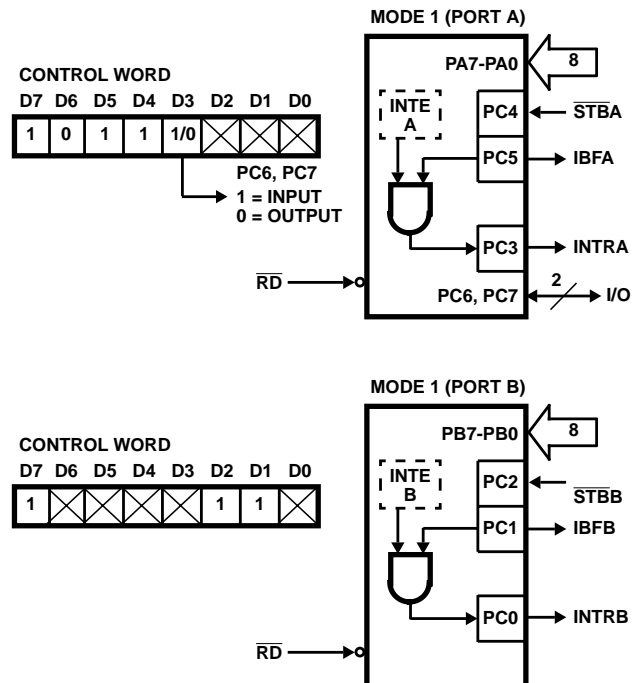 MODE 1 (PORT A)
CONTROL WORD
D7 D6 D5 D4 D3 D2 D1 D0
1 0 1 1 1/0
PC6, PC7
1 = INPUT
0 = OUTPUT
PA7-PA0
8
INTE
A
PC4
STBA
PC5
IBFA
PC3
INTRA
RD
PC6, PC7
2
I/O
MODE 1 (PORT B)
CONTROL WORD
D7 D6 D5 D4 D3 D2 D1 D0
1 1 1
PB7-PB0
8
INTE
B
PC2
STBB
PC1
IBFB
PC0
INTRB
RD